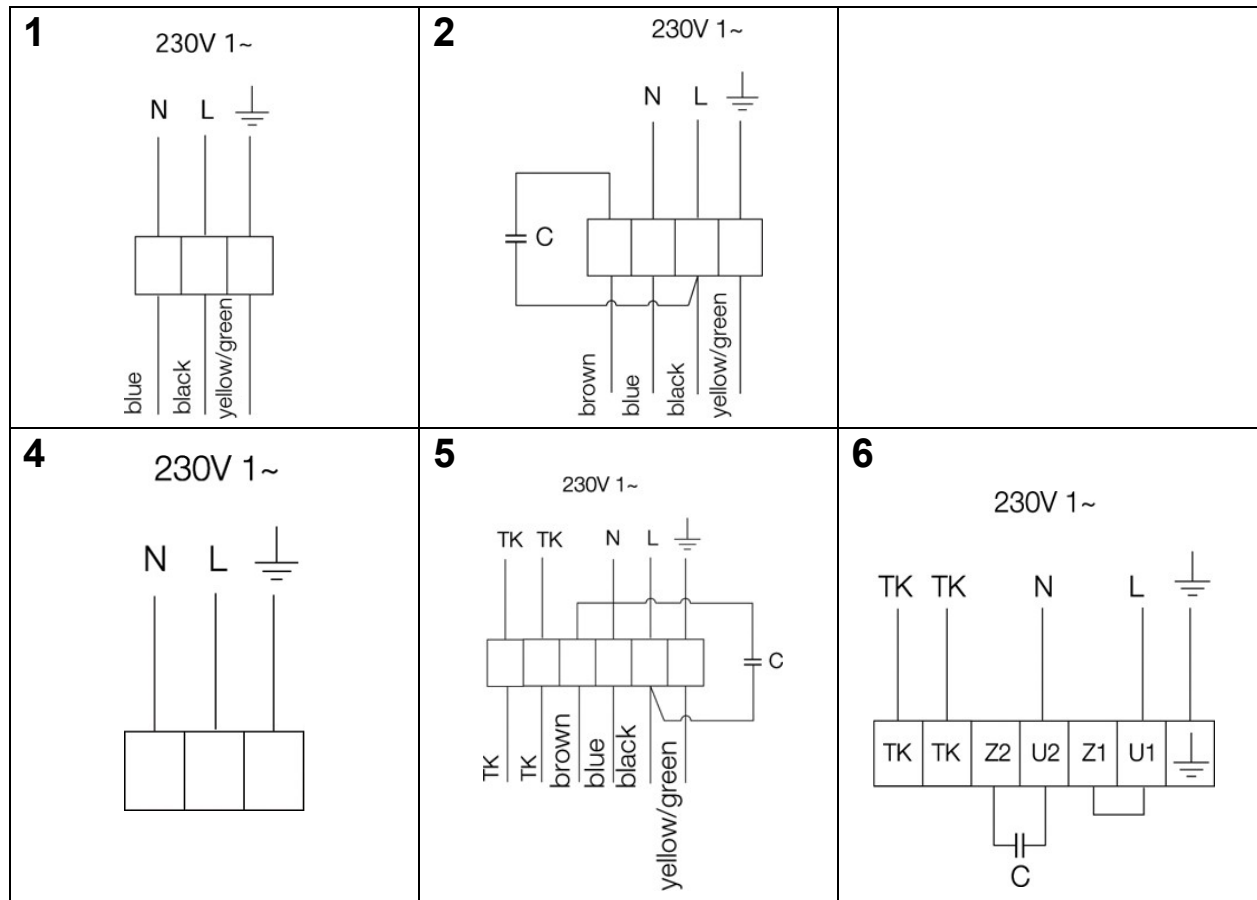 1
230V 1~
N L
blue
black
yellow/green
2
230V 1~
N L
C
brown
blue
black
yellow/green
4
230V 1~
N L
5
230V 1~
TK TK N L
C
TK
TK
brown
blue
black
yellow/green
6
230V 1~
TK TK N L
TK TK Z2 U2 Z1 U1
C